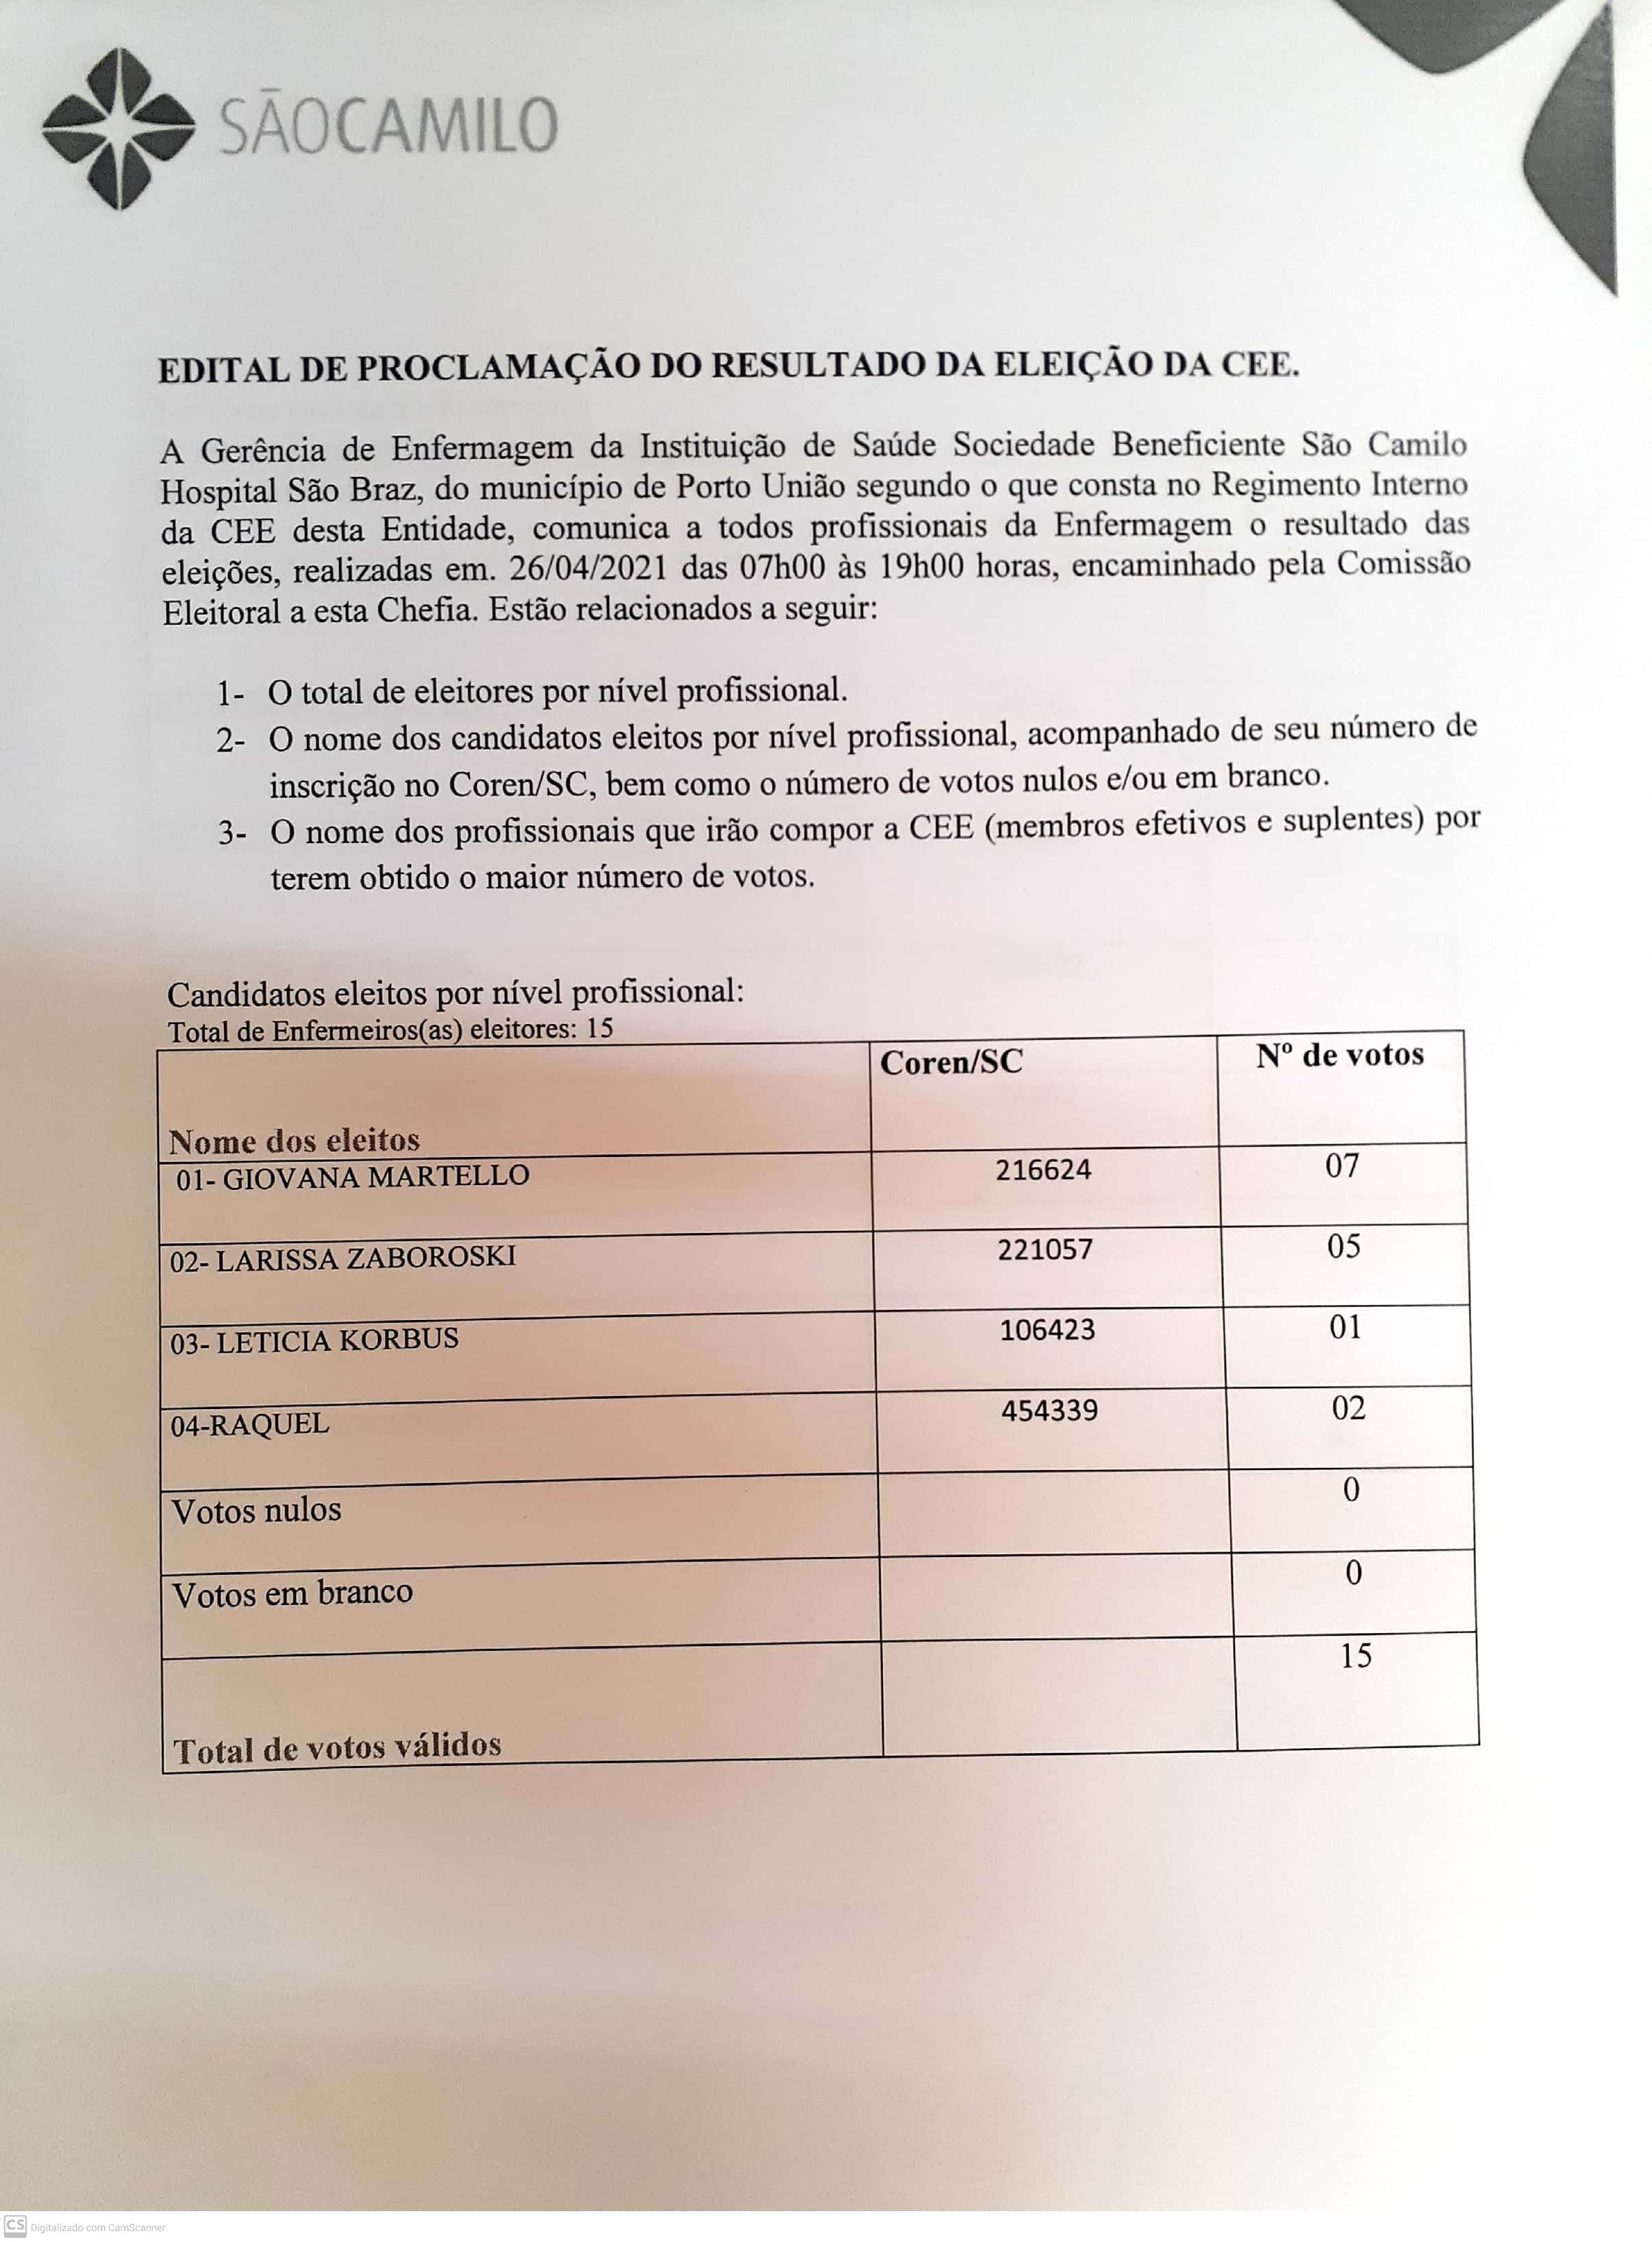 SÃOCAMILO
EDITAL DE PROCLAMAÇÃO DO RESULTADO DA ELEIÇÃO DA CEE.
A Gerência de Enfermagem da Instituição de Saúde Sociedade Beneficiente São Camilo
Hospital São Braz, do município de Porto União segundo o que consta no Regimento Interno
da CEE desta Entidade, comunica a todos profissionais da Enfermagem o resultado das
eleições, realizadas em. 26/04/2021 das 07h00 às 19h00 horas, encaminhado pela Comissão
Eleitoral a esta Chefia. Estão relacionados a seguir:
1- O total de eleitores por nível profissional.
2- O nome dos candidatos eleitos por nível profissional, acompanhado de seu número de
inscrição no Coren/SC, bem como o número de votos nulos e/ou em branco.
3- O nome dos profissionais que irão compor a CEE (membros efetivos e suplentes) por
terem obtido o maior número de votos.
Candidatos eleitos por nível profissional:
Total de Enfermeiros(as) eleitores: 15
Nome dos eleitos Coren/SC Nº de votos
01- GIOVANA MARTELLO 216624 07
02- LARISSA ZABOROSKI 221057 05
03- LETICIA KORBUS 106423 01
04-RAQUEL 454339 02
Votos nulos 0
Votos em branco 0
Total de votos válidos 15
CS Digitalizado com CamScanner